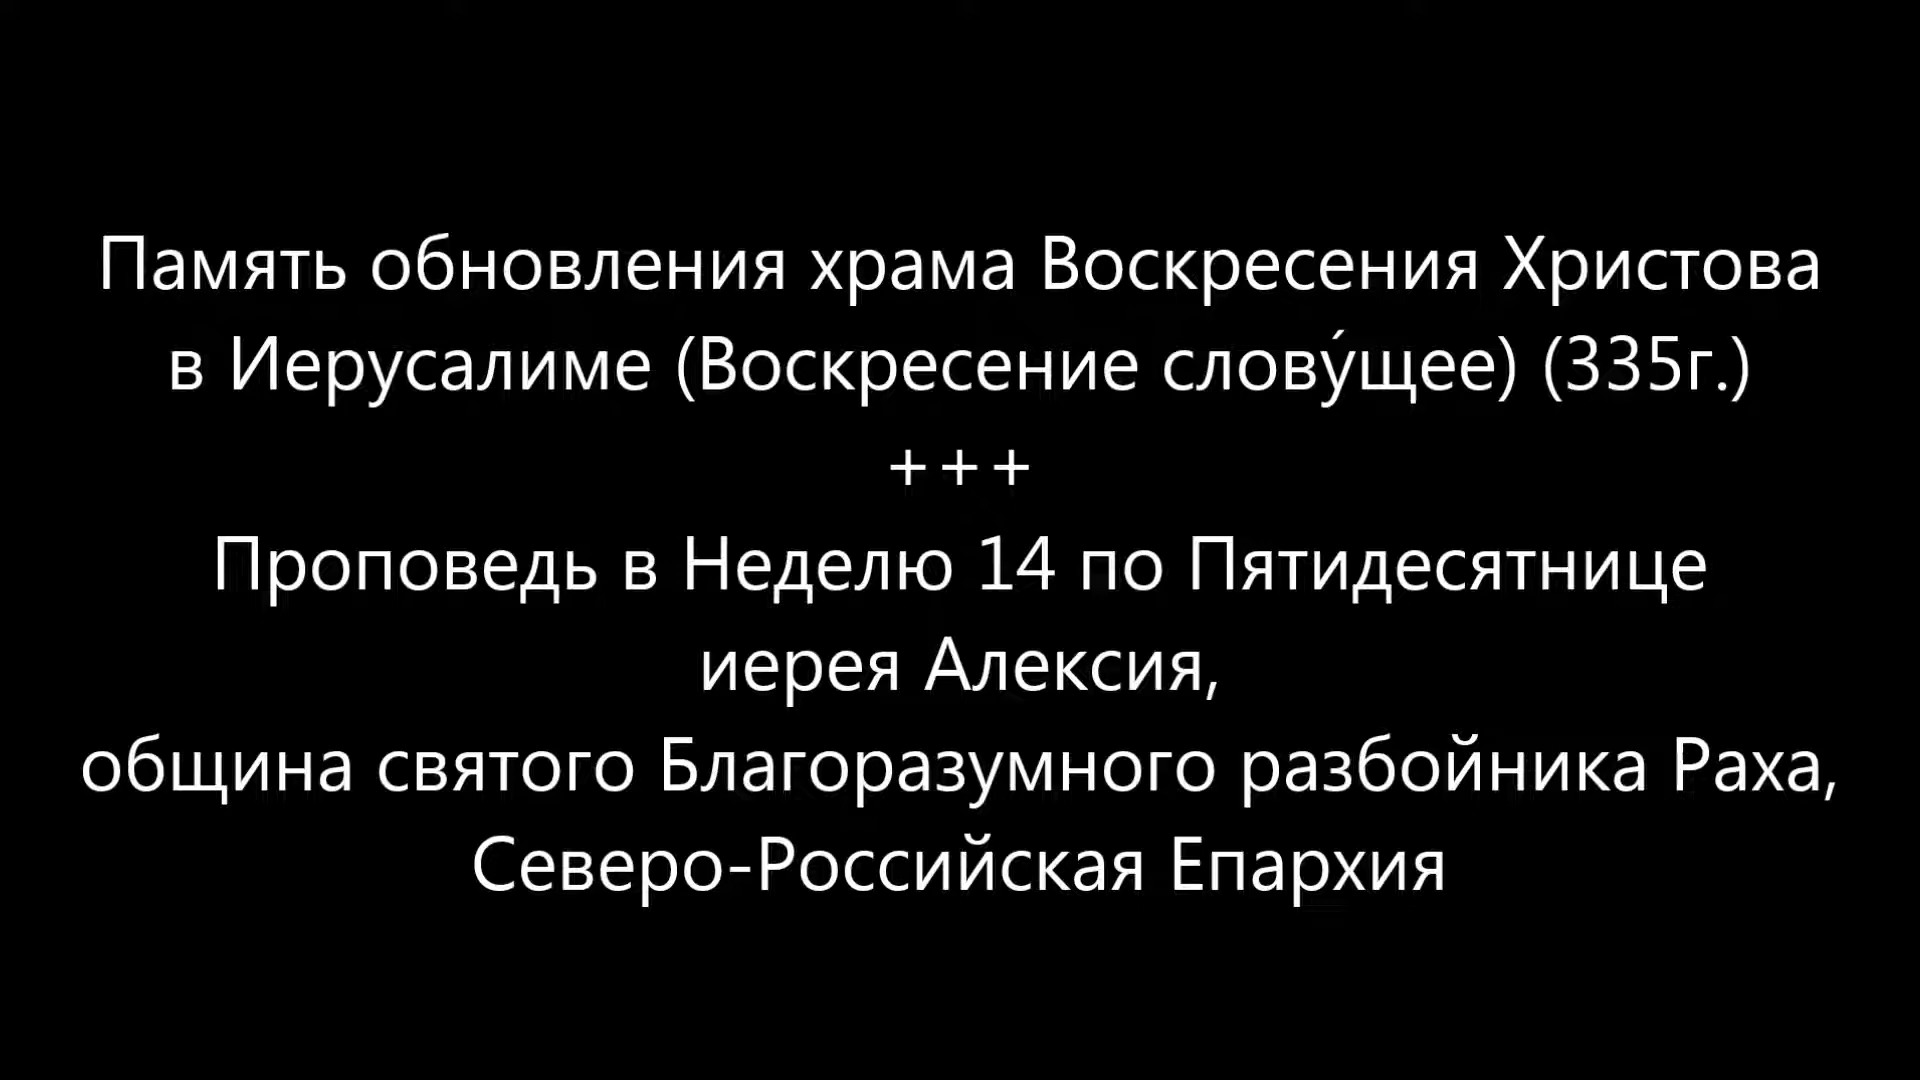 Память обновления храма Воскресения Христова
в Иерусалиме (Воскресение слову́щее) (335г.)
+++
Проповедь в Неделю 14 по Пятидесятнице
иерея Алексия,
община святого Благоразумного разбойника Раха,
Северо-Российская Епархия